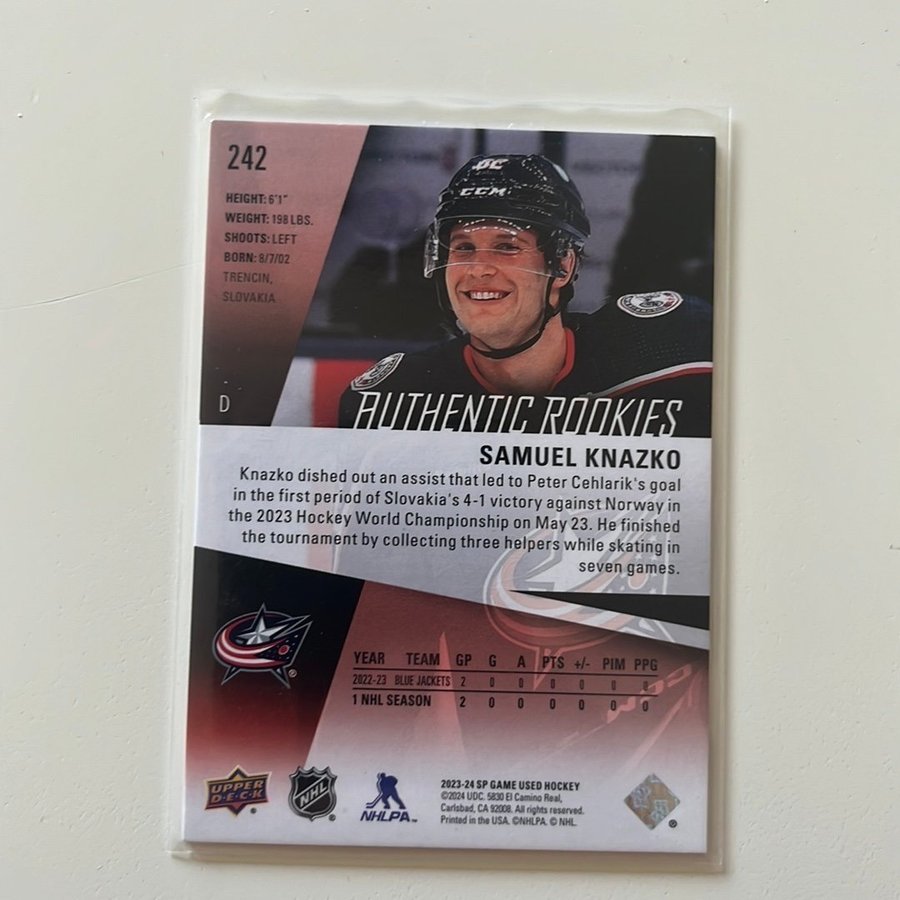 242
HEIGHT: 6'1"
WEIGHT: 198 LBS.
SHOOTS: LEFT
BORN: 8/7/02
TRENCIN,
SLOVAKIA
D
CCM
AUTHENTIC ROOKIES
SAMUEL KNAZKO
Knazko dished out an assist that led to Peter Cehlarik's goal
in the first period of Slovakia's 4-1 victory against Norway in
the 2023 Hockey World Championship on May 23. He finished
the tournament by collecting three helpers while skating in
seven games.
YEAR TEAM GP G A PTS +/- PIM PPG
2022-23 BLUE JACKETS 2 0 0 0 0 0 0
1 NHL SEASON 2 0 0 0 0 0 0
UPPER
D·E·C·K
NHL
NHLPA
2023-24 SP GAME USED HOCKEY
©2024 UDC. 5830 El Camino Real,
Carlsbad, CA 92008. All rights reserved.
Printed in the USA. ©NHLPA. © NHL.